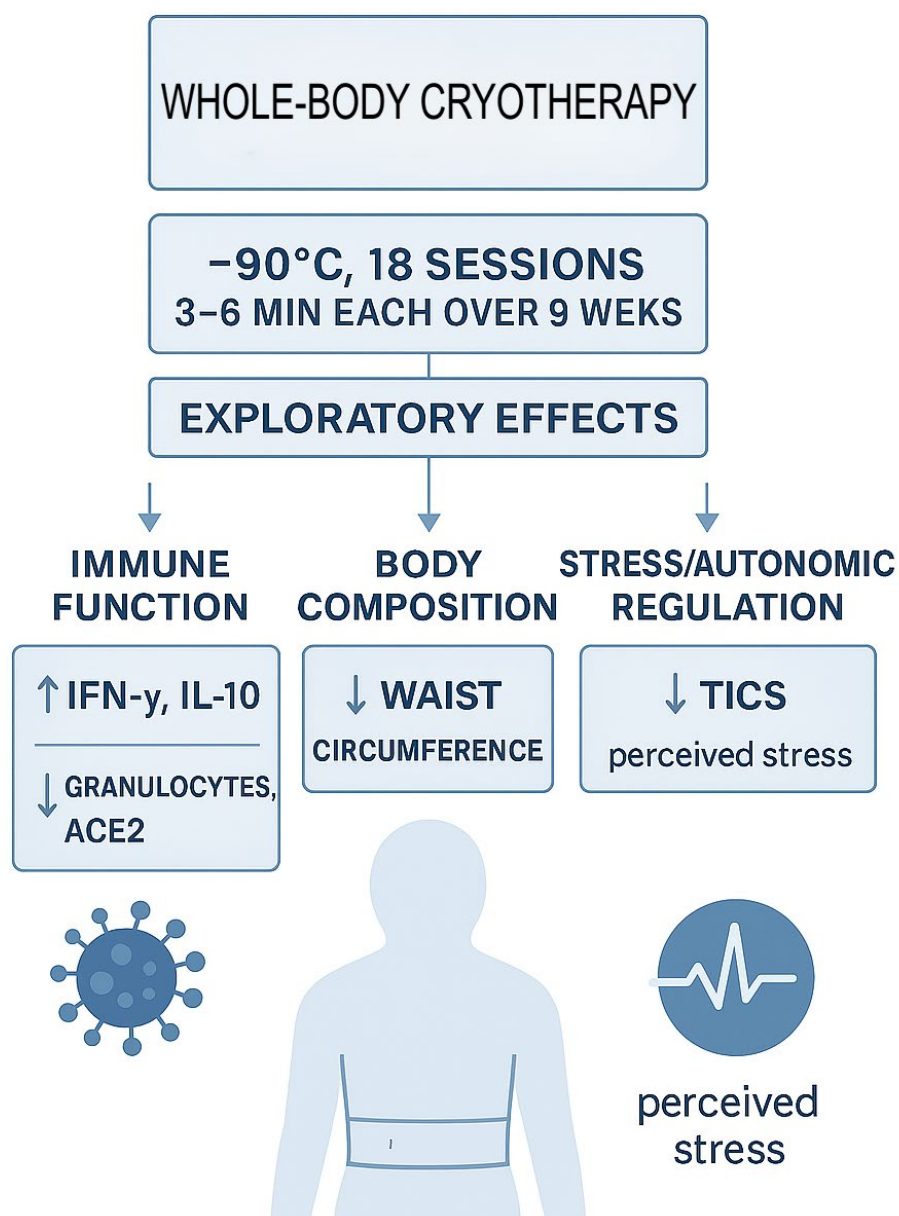 WHOLE-BODY CRYOTHERAPY
−90°C, 18 SESSIONS
3–6 MIN EACH OVER 9 WEKS
EXPLORATORY EFFECTS
IMMUNE
FUNCTION
↑ IFN-y, IL-10
↓ GRANULOCYTES,
ACE2
BODY
COMPOSITION
↓ WAIST
CIRCUMFERENCE
STRESS/AUTONOMIC
REGULATION
↓ TICS
perceived stress
perceived
stress